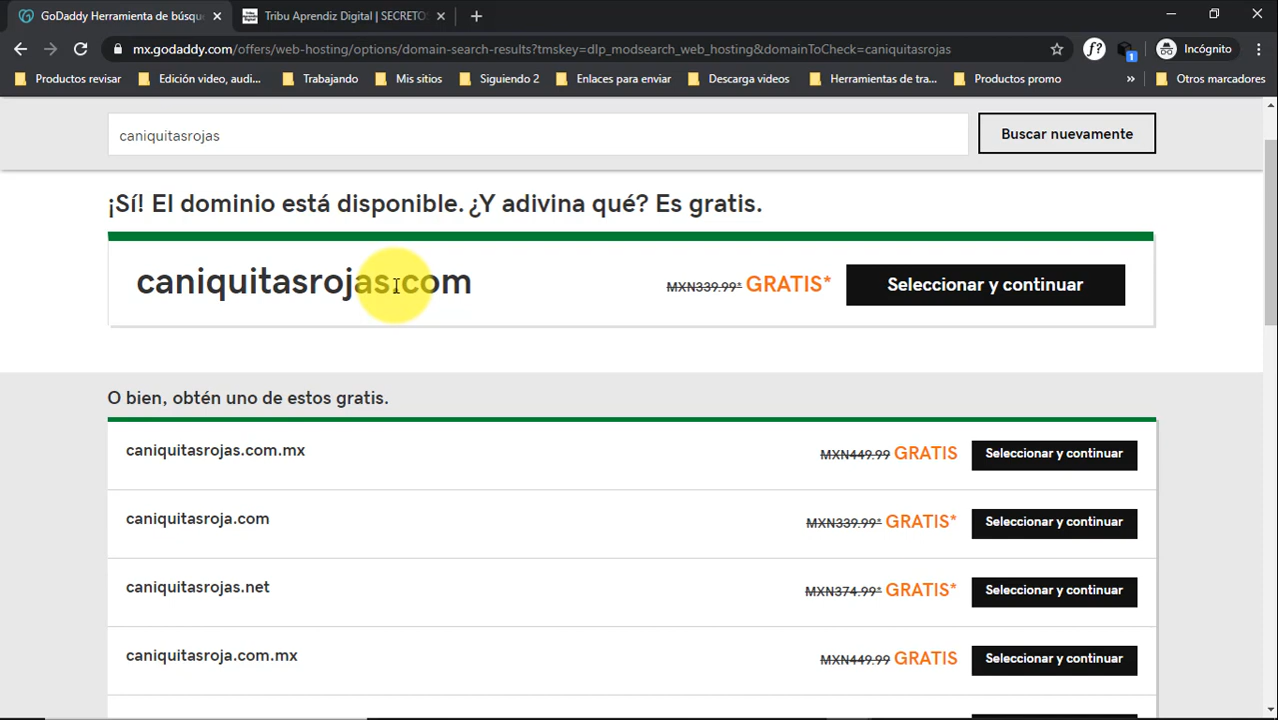 GoDaddy Herramienta de búsqu
Tribu Aprendiz Digital | SECRETOS
mx.godaddy.com/offers/web-hosting/options/domain-search-results?tmskey=dlp_modsearch_web_hosting&domainToCheck=caniquitasrojas
f?
1
Incógnito
Productos revisar
Edición video, audi...
Trabajando
Mis sitios
Siguiendo 2
Enlaces para enviar
Descarga videos
Herramientas de tra...
Productos promo
»
Otros marcadores
caniquitasrojas
Buscar nuevamente
¡Sí! El dominio está disponible. ¿Y adivina qué? Es gratis.
caniquitasrojas.com
MXN339.99* GRATIS*
Seleccionar y continuar
O bien, obtén uno de estos gratis.
caniquitasrojas.com.mx
MXN449.99 GRATIS
Seleccionar y continuar
caniquitasroja.com
MXN339.99* GRATIS*
Seleccionar y continuar
caniquitasrojas.net
MXN374.99* GRATIS*
Seleccionar y continuar
caniquitasroja.com.mx
MXN449.99 GRATIS
Seleccionar y continuar